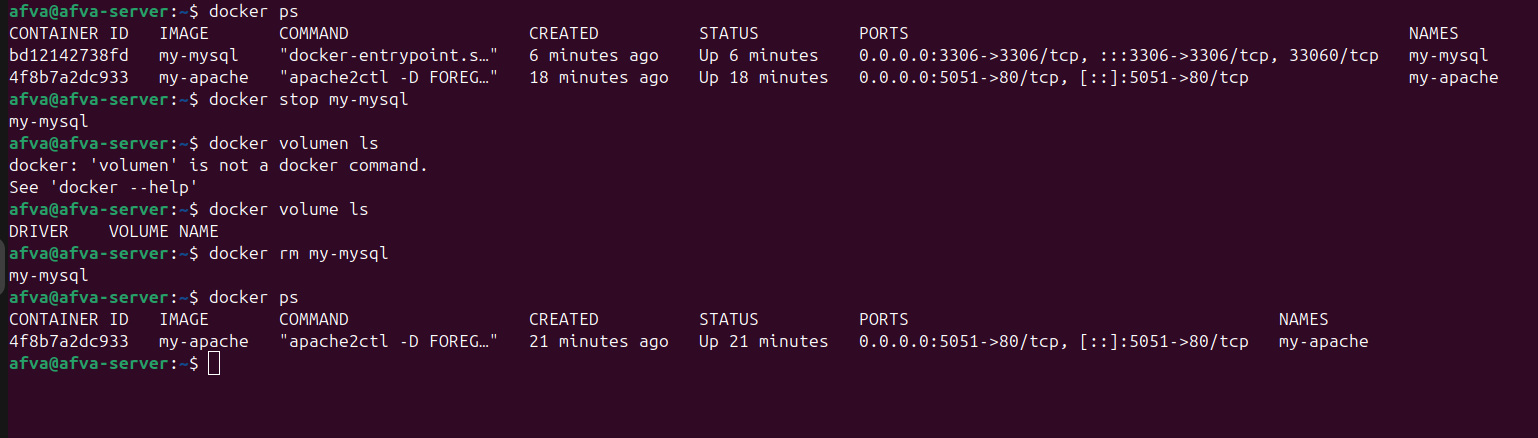 afva@afva-server:~$ docker ps
CONTAINER ID   IMAGE       COMMAND                  CREATED          STATUS          PORTS                                                    NAMES
bd12142738fd   my-mysql    "docker-entrypoint.s…"   6 minutes ago    Up 6 minutes    0.0.0.0:3306->3306/tcp, :::3306->3306/tcp, 33060/tcp   my-mysql
4f8b7a2dc933   my-apache   "apache2ctl -D FOREG…"   18 minutes ago   Up 18 minutes   0.0.0.0:5051->80/tcp, [::]:5051->80/tcp                my-apache
afva@afva-server:~$ docker stop my-mysql
my-mysql
afva@afva-server:~$ docker volumen ls
docker: 'volumen' is not a docker command.
See 'docker --help'
afva@afva-server:~$ docker volume ls
DRIVER    VOLUME NAME
afva@afva-server:~$ docker rm my-mysql
my-mysql
afva@afva-server:~$ docker ps
CONTAINER ID   IMAGE       COMMAND                  CREATED          STATUS          PORTS                                     NAMES
4f8b7a2dc933   my-apache   "apache2ctl -D FOREG…"   21 minutes ago   Up 21 minutes   0.0.0.0:5051->80/tcp, [::]:5051->80/tcp   my-apache
afva@afva-server:~$